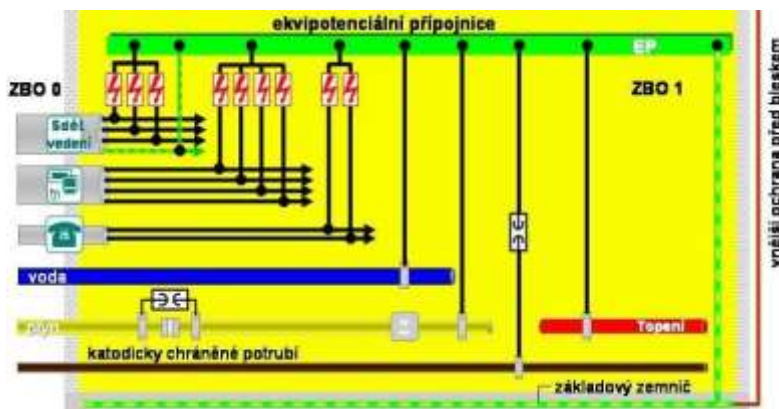 ekvipotenciální přípojnice
EP
ZBO 0
ZBO 1
vnější ochrana před bleskem
Sděl.
vedení
voda
plyn
Topení
katodicky chráněné potrubí
základový zemnič